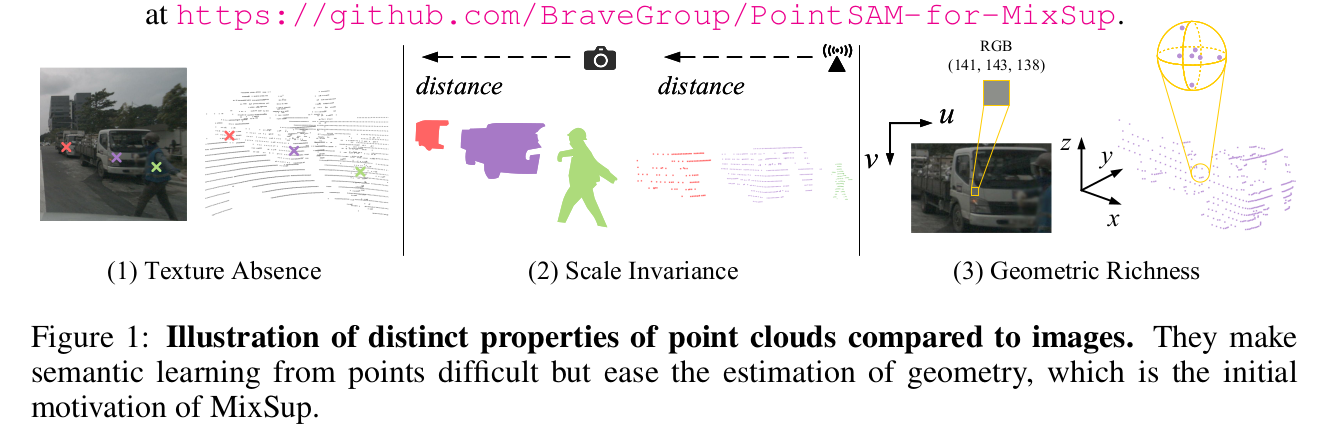 at https://github.com/BraveGroup/PointSAM-for-MixSup.
distance
distance
RGB
(141, 143, 138)
u
v
z
y
x
(1) Texture Absence
(2) Scale Invariance
(3) Geometric Richness
Figure 1: Illustration of distinct properties of point clouds compared to images. They make
semantic learning from points difficult but ease the estimation of geometry, which is the initial
motivation of MixSup.